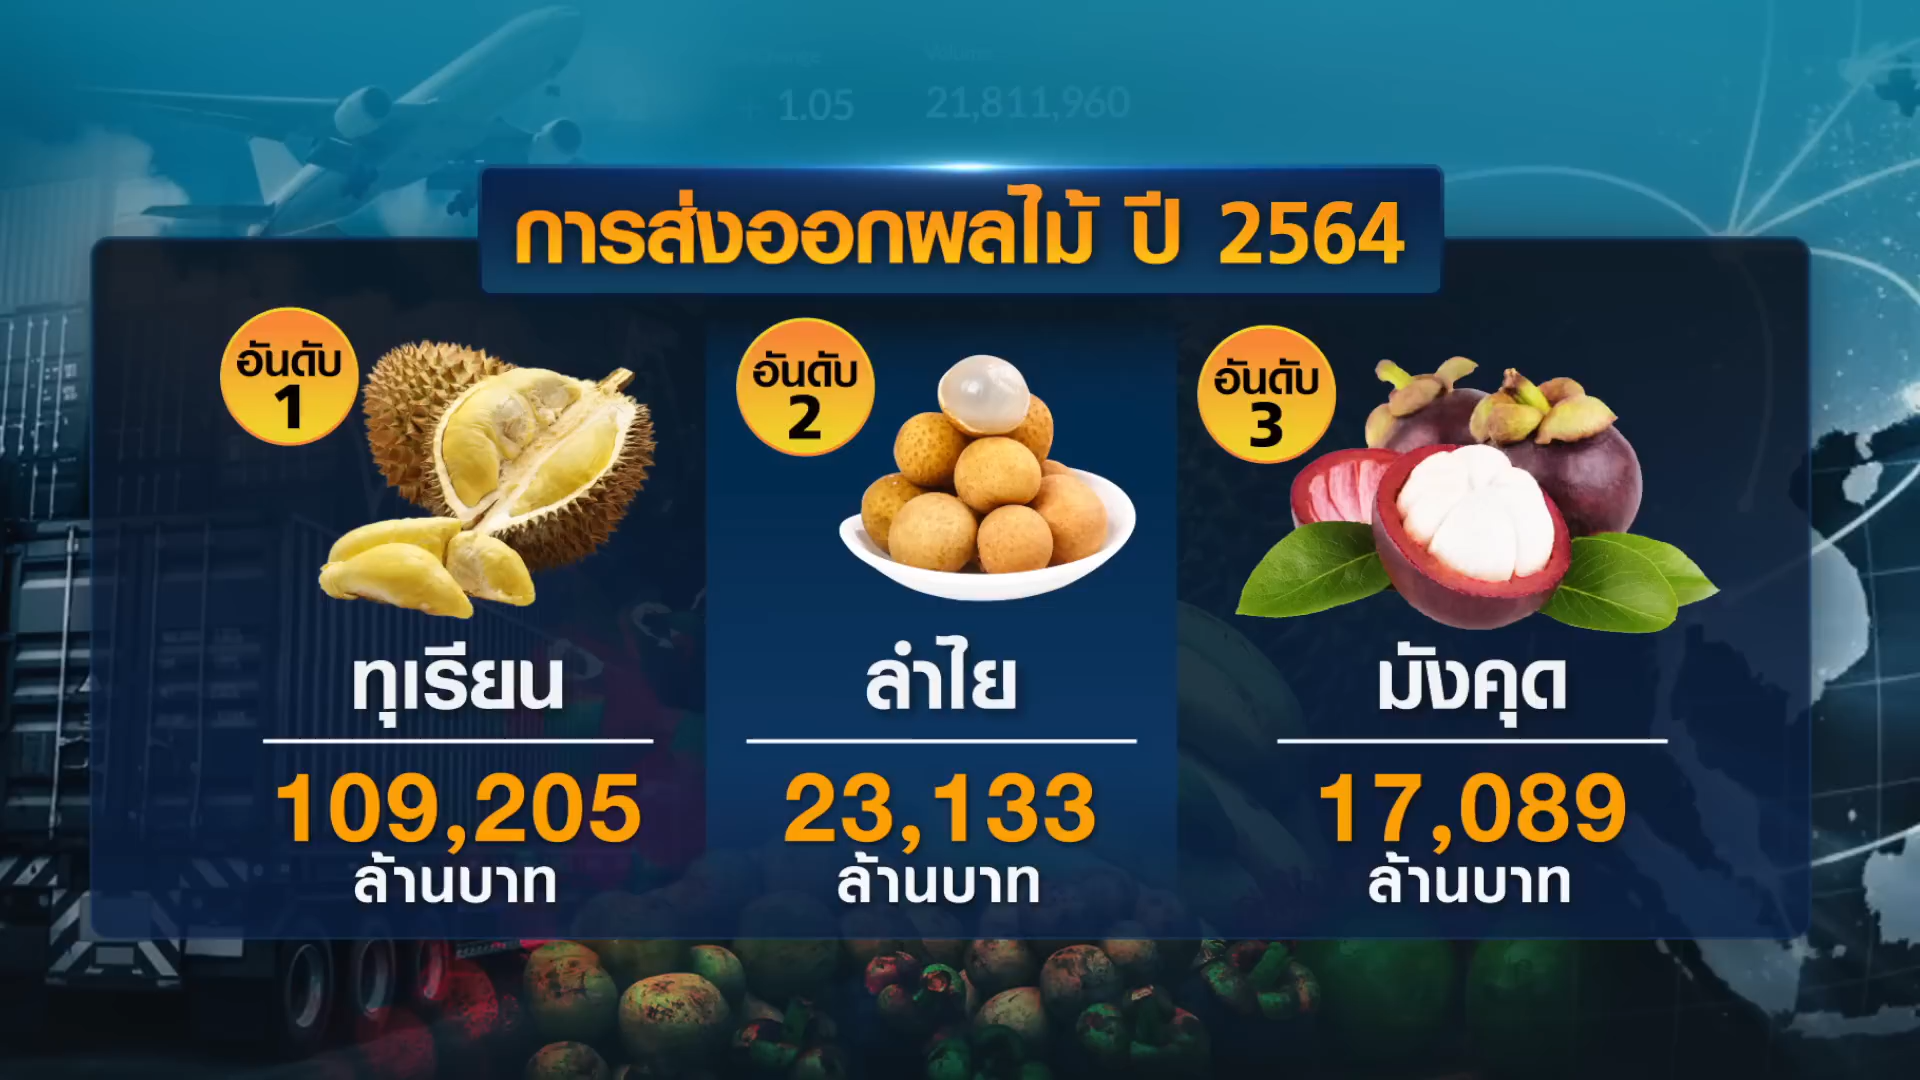 1.05
21,811,960
การส่งออกผลไม้ ปี 2564
อันดับ
1
อันดับ
2
อันดับ
3
ทุเรียน
ลำไย
มังคุด
109,205
23,133
17,089
ล้านบาท
ล้านบาท
ล้านบาท